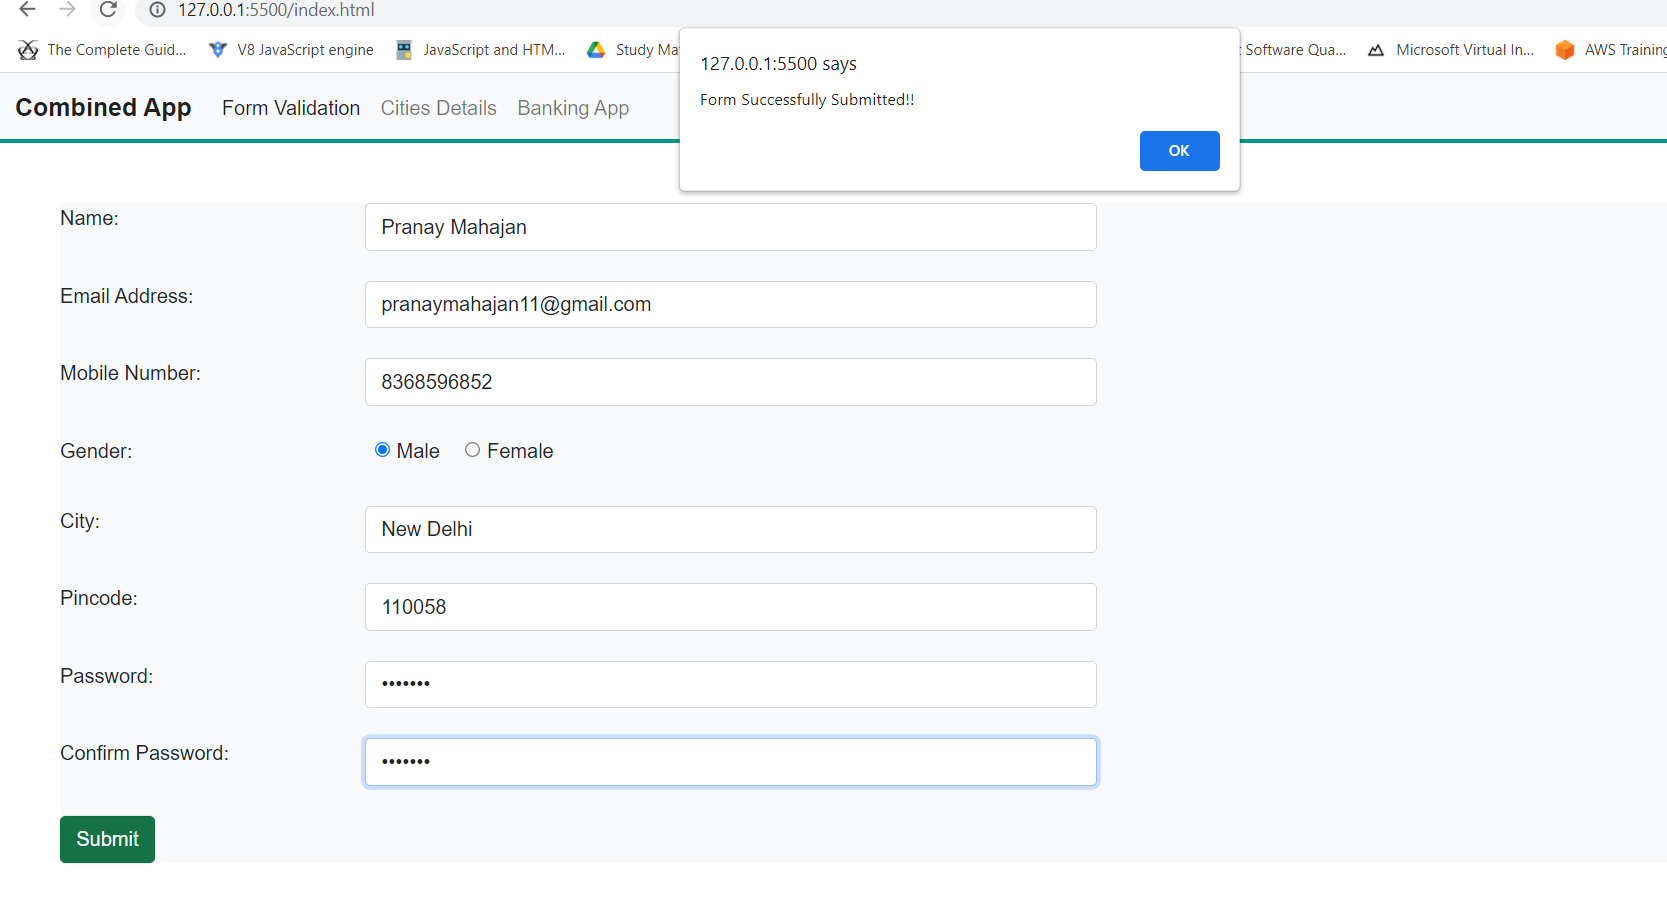 127.0.0.1:5500/index.html
The Complete Guid... V8 JavaScript engine JavaScript and HTM... Study Ma Software Qua... Microsoft Virtual In... AWS Training
127.0.0.1:5500 says
Form Successfully Submitted!!
OK
Combined App Form Validation Cities Details Banking App
Name: Pranay Mahajan
Email Address: pranaymahajan11@gmail.com
Mobile Number: 8368596852
Gender: Male Female
City: New Delhi
Pincode: 110058
Password: •••••••
Confirm Password: •••••••
Submit